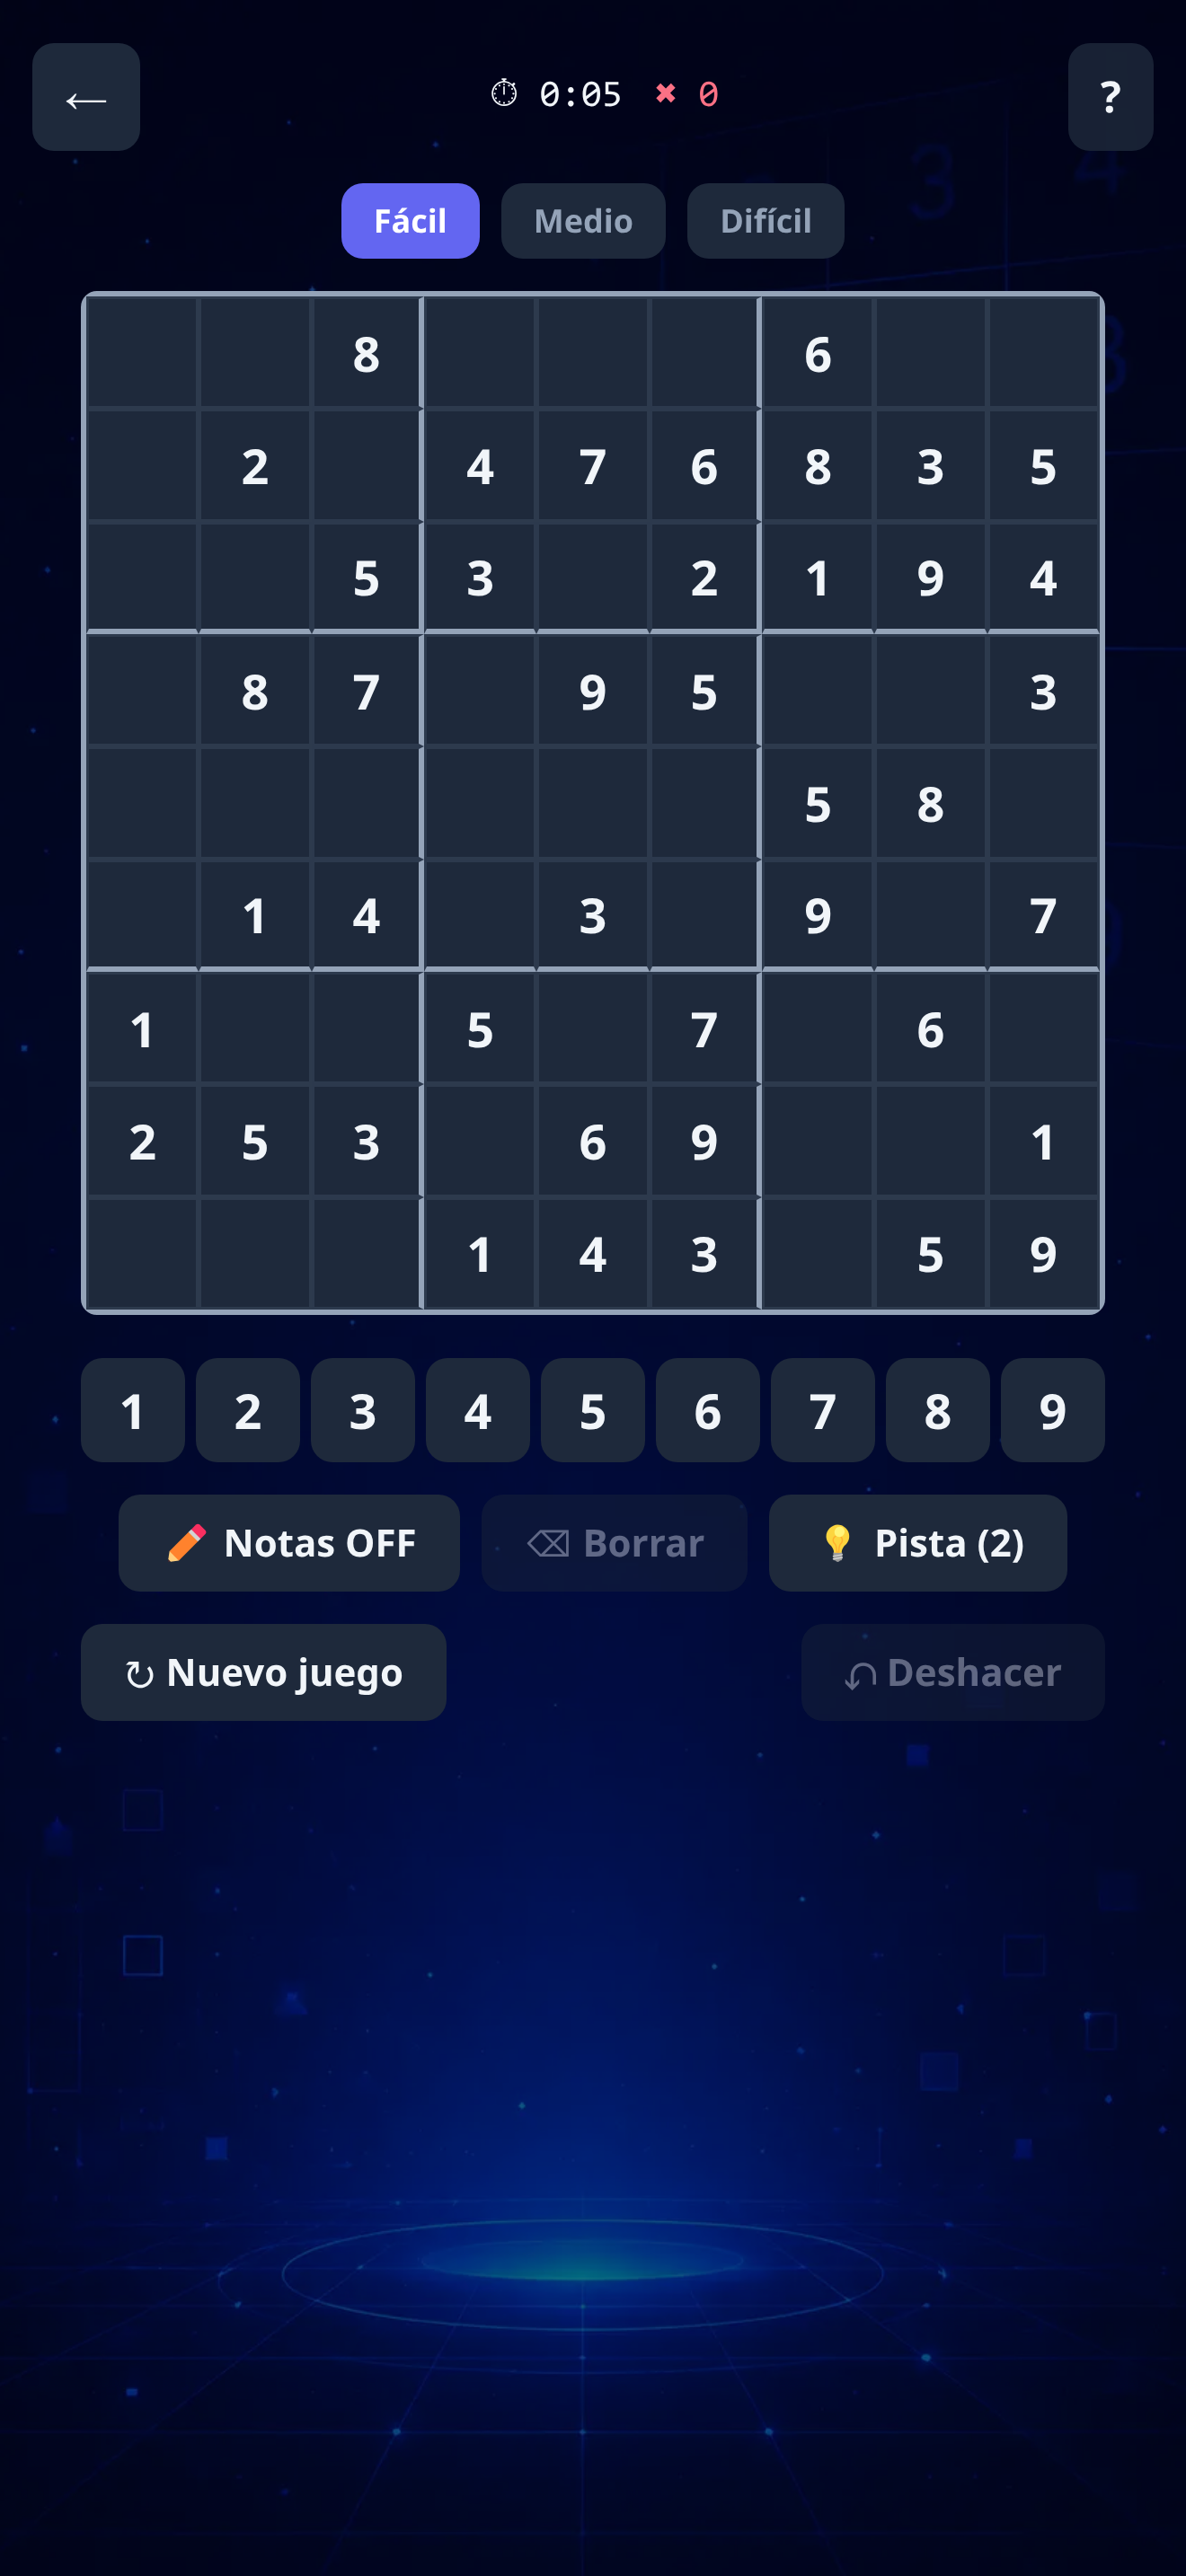 ← ⏱ 0:05 ✖ 0 ?
Fácil Medio Difícil
8 6
2 4 7 6 8 3 5
5 3 2 1 9 4
8 7 9 5 3
5 8
1 4 3 9 7
1 5 7 6
2 5 3 6 9 1
1 4 3 5 9
1 2 3 4 5 6 7 8 9
✏️ Notas OFF ⌫ Borrar 💡 Pista (2)
↻ Nuevo juego ⤺ Deshacer